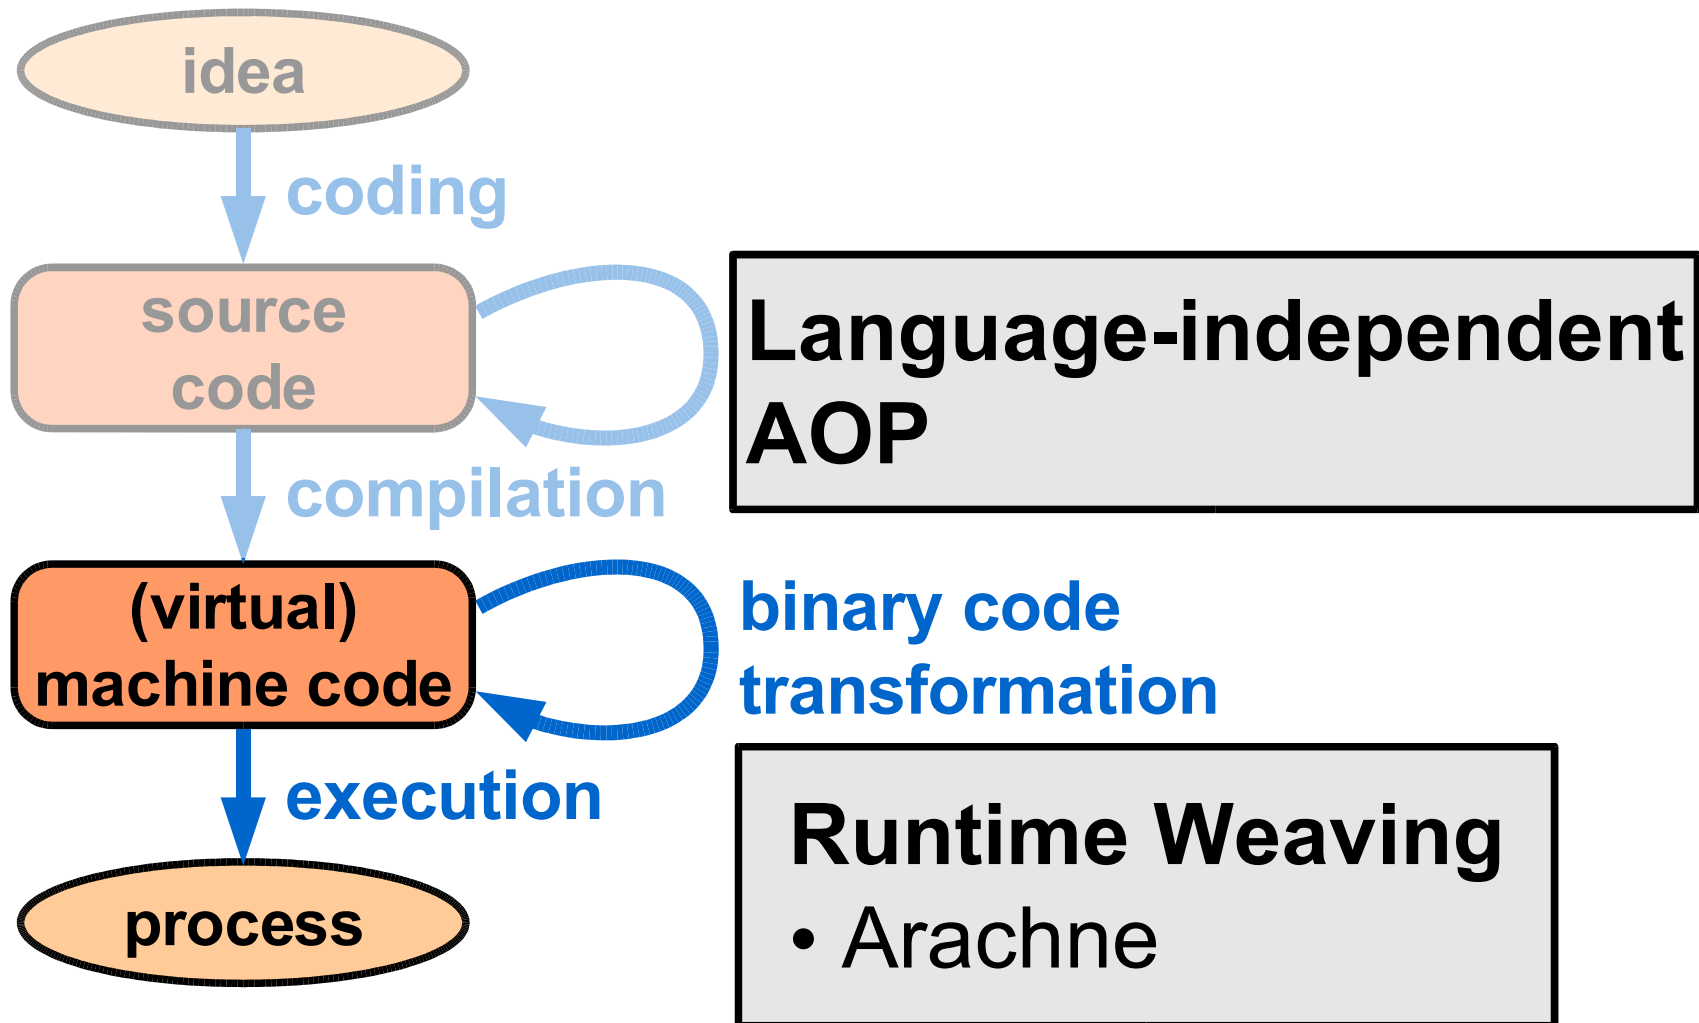 idea
coding
source
code
Language-independent
AOP
compilation
(virtual)
machine code
binary code
transformation
execution
Runtime Weaving
• Arachne
process